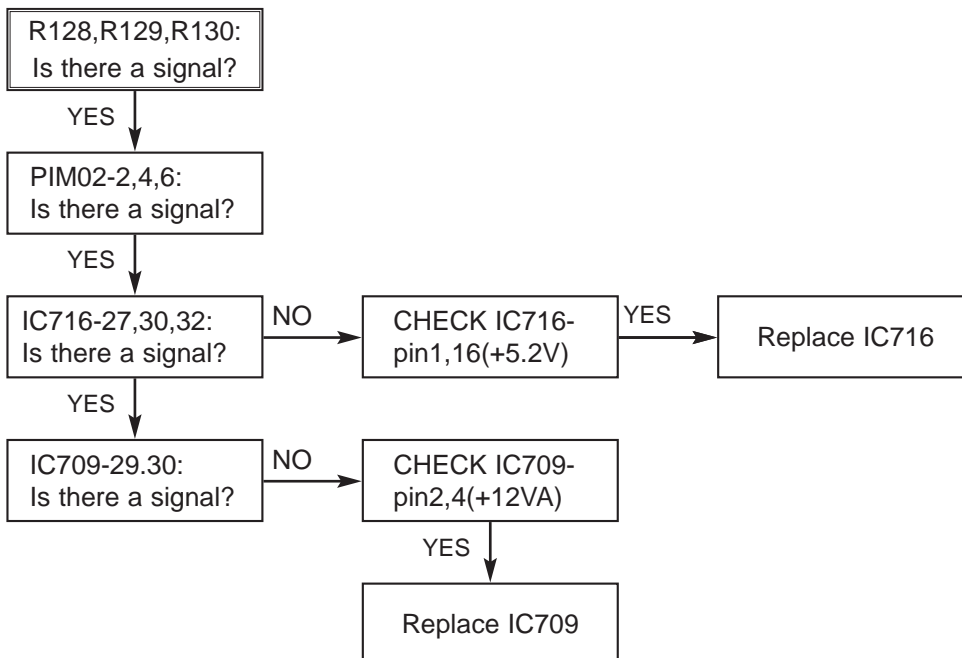 R128,R129,R130:
Is there a signal?
YES
PIM02-2,4,6:
Is there a signal?
YES
IC716-27,30,32:
Is there a signal?
NO
CHECK IC716-
pin1,16(+5.2V)
YES
Replace IC716
YES
IC709-29.30:
Is there a signal?
NO
CHECK IC709-
pin2,4(+12VA)
YES
Replace IC709